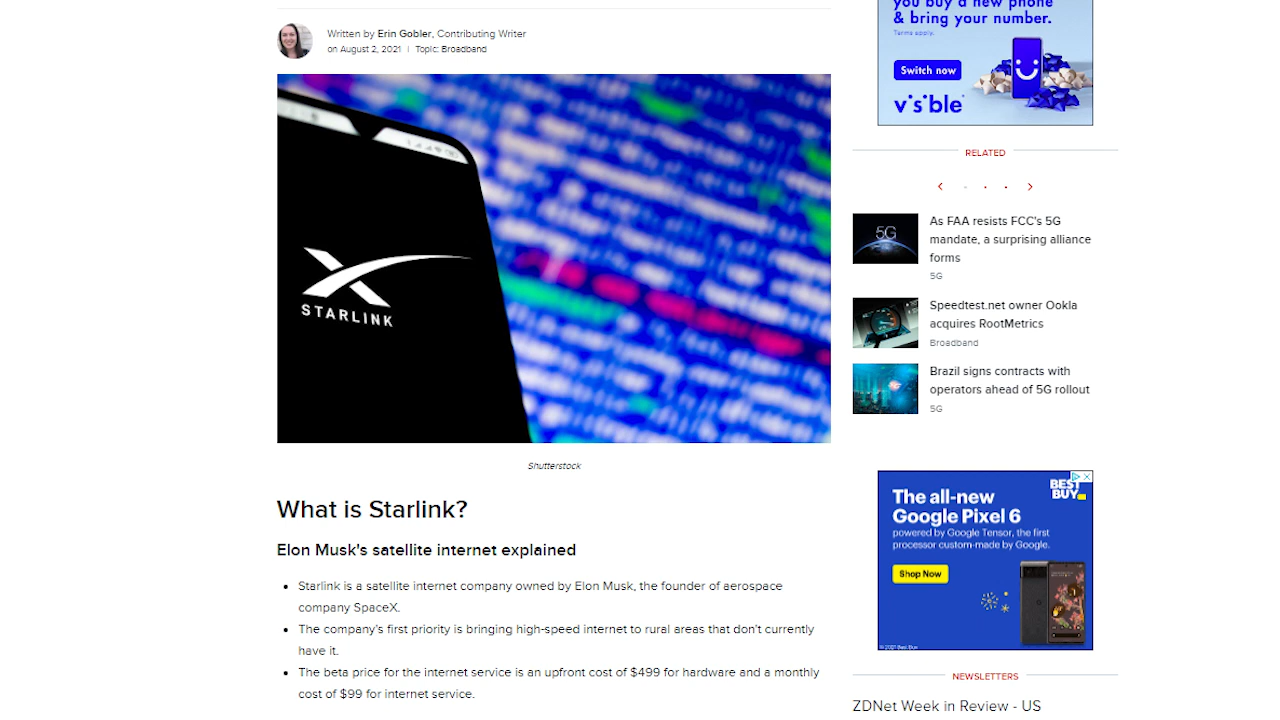 Written by Erin Gobler, Contributing Writer
on August 2, 2021 | Topic: Broadband
STARLINK
Shutterstock
What is Starlink?
Elon Musk's satellite internet explained
• Starlink is a satellite internet company owned by Elon Musk, the founder of aerospace
company SpaceX.
• The company's first priority is bringing high-speed internet to rural areas that don't currently
have it.
• The beta price for the internet service is an upfront cost of $499 for hardware and a monthly
cost of $99 for internet service.
you buy a new phone
& bring your number.
Terms apply.
Switch now
visible
RELATED
5G
As FAA resists FCC's 5G
mandate, a surprising alliance
forms
5G
Speedtest.net owner Ookla
acquires RootMetrics
Broadband
Brazil signs contracts with
operators ahead of 5G rollout
5G
BEST
BUY
The all-new
Google Pixel 6
powered by Google Tensor, the first
processor custom-made by Google.
Shop Now
© 2021 Best Buy
NEWSLETTERS
ZDNet Week in Review - US